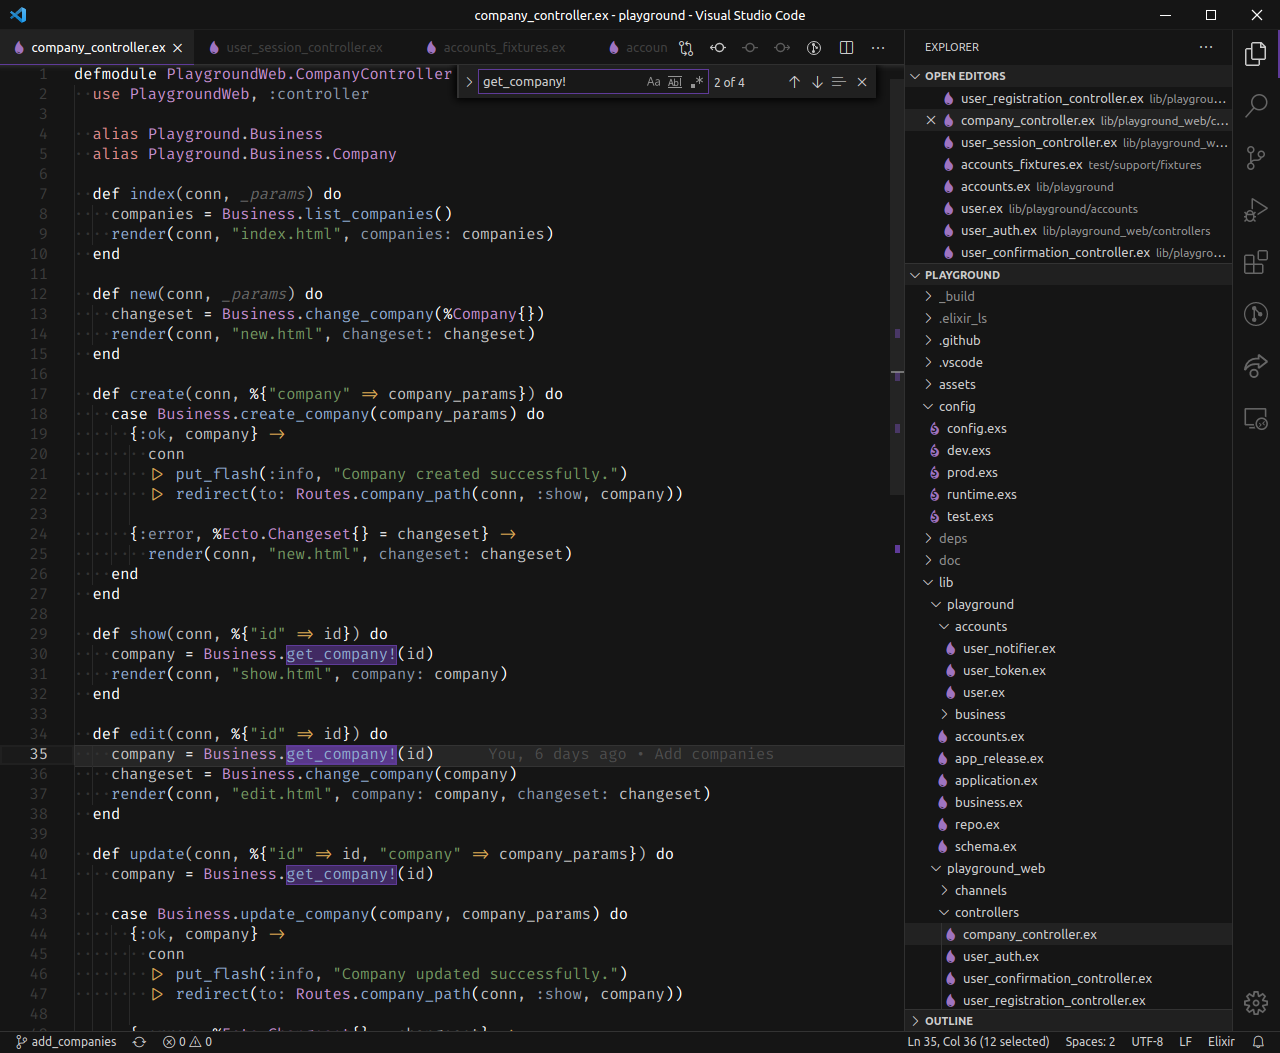 company_controller.ex - playground - Visual Studio Code
company_controller.ex
user_session_controller.ex
accounts_fixtures.ex
accoun
get_company!
Aa
Ab
.*
2 of 4
1 defmodule PlaygroundWeb.CompanyController
2 use PlaygroundWeb, :controller
3
4 alias Playground.Business
5 alias Playground.Business.Company
6
7 def index(conn, _params) do
8 companies = Business.list_companies()
9 render(conn, "index.html", companies: companies)
10 end
11
12 def new(conn, _params) do
13 changeset = Business.change_company(%Company{})
14 render(conn, "new.html", changeset: changeset)
15 end
16
17 def create(conn, %{"company" => company_params}) do
18 case Business.create_company(company_params) do
19 {:ok, company} ->
20 conn
21 |> put_flash(:info, "Company created successfully.")
22 |> redirect(to: Routes.company_path(conn, :show, company))
23
24 {:error, %Ecto.Changeset{} = changeset} ->
25 render(conn, "new.html", changeset: changeset)
26 end
27 end
28
29 def show(conn, %{"id" => id}) do
30 company = Business.get_company!(id)
31 render(conn, "show.html", company: company)
32 end
33
34 def edit(conn, %{"id" => id}) do
35 company = Business.get_company!(id) You, 6 days ago • Add companies
36 changeset = Business.change_company(company)
37 render(conn, "edit.html", company: company, changeset: changeset)
38 end
39
40 def update(conn, %{"id" => id, "company" => company_params}) do
41 company = Business.get_company!(id)
42
43 case Business.update_company(company, company_params) do
44 {:ok, company} ->
45 conn
46 |> put_flash(:info, "Company updated successfully.")
47 |> redirect(to: Routes.company_path(conn, :show, company))
48
EXPLORER
OPEN EDITORS
user_registration_controller.ex lib/playgrou...
company_controller.ex lib/playground_web/c...
user_session_controller.ex lib/playground_w...
accounts_fixtures.ex test/support/fixtures
accounts.ex lib/playground
user.ex lib/playground/accounts
user_auth.ex lib/playground_web/controllers
user_confirmation_controller.ex lib/playgro...
PLAYGROUND
_build
.elixir_ls
.github
.vscode
assets
config
config.exs
dev.exs
prod.exs
runtime.exs
test.exs
deps
doc
lib
playground
accounts
user_notifier.ex
user_token.ex
user.ex
business
accounts.ex
app_release.ex
application.ex
business.ex
repo.ex
schema.ex
playground_web
channels
controllers
company_controller.ex
user_auth.ex
user_confirmation_controller.ex
user_registration_controller.ex
OUTLINE
add_companies
0
0
Ln 35, Col 36 (12 selected)
Spaces: 2
UTF-8
LF
Elixir